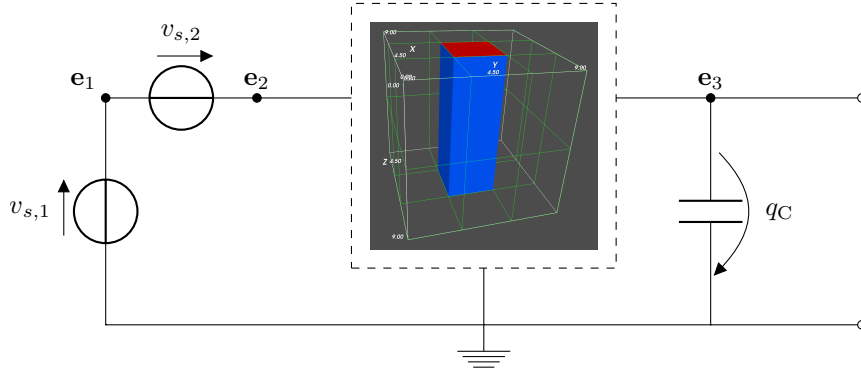 v_{s,2}
e_1
e_2
e_3
v_{s,1}
q_C
9.00
X
4.50
Y
4.50
9.00
0.00
Z
4.50
9.00